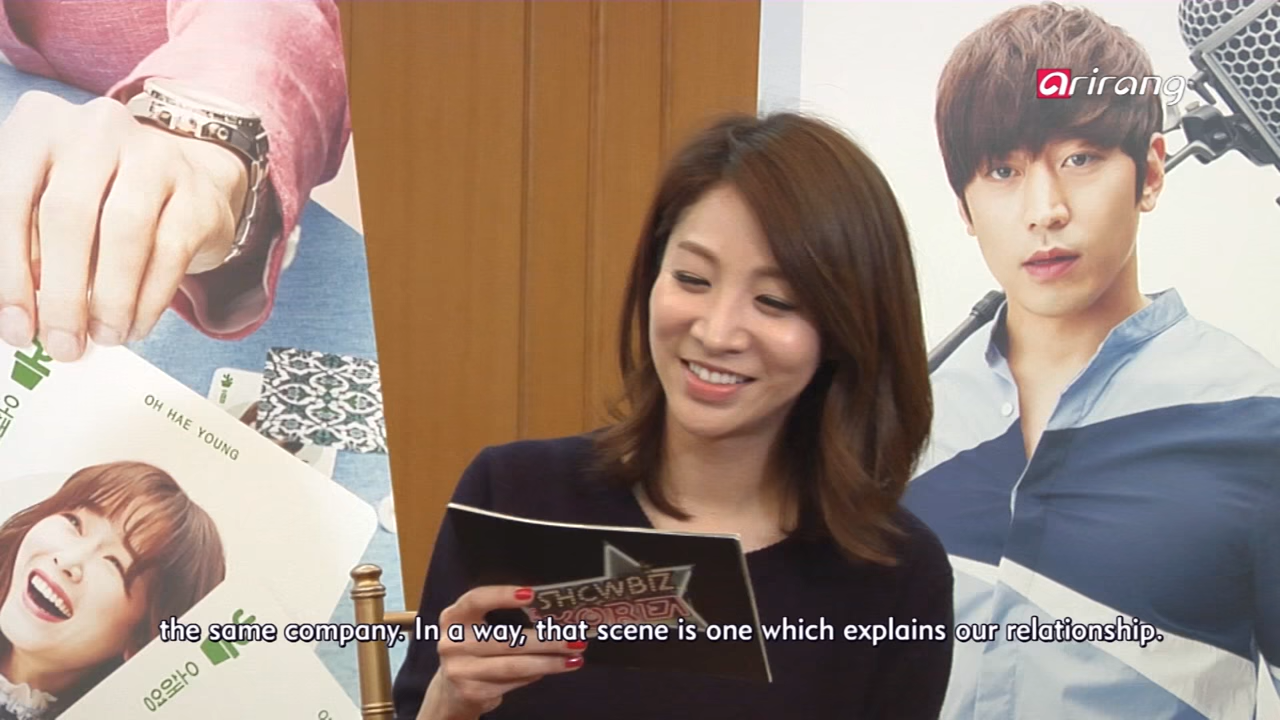 arirang
OH HAE YOUNG
SHOWBIZ
KOREA
the same company. In a way, that scene is one which explains our relationship.